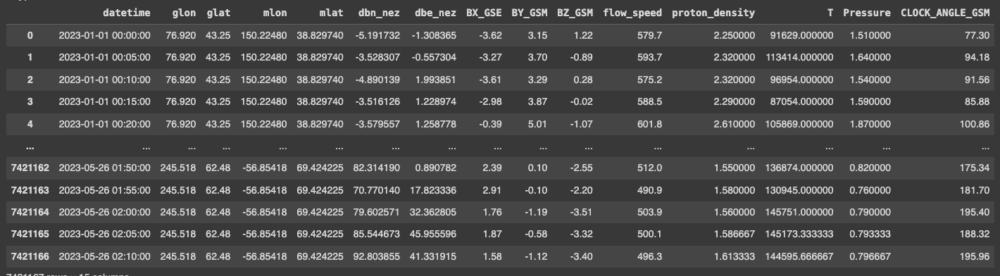 datetime glon glat mlon mlat dbn_nez dbe_nez BX_GSE BY_GSM BZ_GSM flow_speed proton_density T Pressure CLOCK_ANGLE_GSM
0 2023-01-01 00:00:00 76.920 43.25 150.22480 38.829740 -5.191732 -1.308365 -3.62 3.15 1.22 579.7 2.250000 91629.000000 1.510000 77.30
1 2023-01-01 00:05:00 76.920 43.25 150.22480 38.829740 -3.528307 -0.557304 -3.27 3.70 -0.89 593.7 2.320000 113414.000000 1.640000 94.18
2 2023-01-01 00:10:00 76.920 43.25 150.22480 38.829740 -4.890139 1.993851 -3.61 3.29 0.28 575.2 2.320000 96954.000000 1.540000 91.56
3 2023-01-01 00:15:00 76.920 43.25 150.22480 38.829740 -3.516126 1.228974 -2.98 3.87 -0.02 588.5 2.290000 87054.000000 1.590000 85.88
4 2023-01-01 00:20:00 76.920 43.25 150.22480 38.829740 -3.579557 1.258778 -0.39 5.01 -1.07 601.8 2.610000 105869.000000 1.870000 100.86
... ... ... ... ... ... ... ... ... ... ... ... ... ... ... ...
7421162 2023-05-26 01:50:00 245.518 62.48 -56.85418 69.424225 82.314190 0.890782 2.39 0.10 -2.55 512.0 1.550000 136874.000000 0.820000 175.34
7421163 2023-05-26 01:55:00 245.518 62.48 -56.85418 69.424225 70.770140 17.823336 2.91 -0.10 -2.20 490.9 1.580000 130945.000000 0.760000 181.70
7421164 2023-05-26 02:00:00 245.518 62.48 -56.85418 69.424225 79.602571 32.362805 1.76 -1.19 -3.51 503.9 1.560000 145751.000000 0.790000 195.40
7421165 2023-05-26 02:05:00 245.518 62.48 -56.85418 69.424225 85.544673 45.955596 1.87 -0.58 -3.32 500.1 1.586667 145173.333333 0.793333 188.32
7421166 2023-05-26 02:10:00 245.518 62.48 -56.85418 69.424225 92.803855 41.331915 1.58 -1.12 -3.40 496.3 1.613333 144595.666667 0.796667 195.96